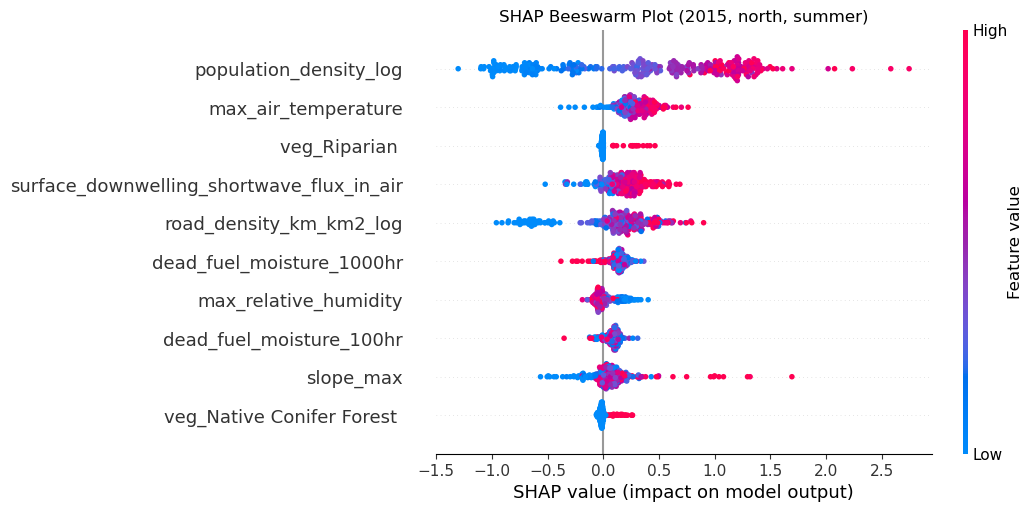 SHAP Beeswarm Plot (2015, north, summer)
High
population_density_log
max_air_temperature
veg_Riparian
surface_downwelling_shortwave_flux_in_air
road_density_km_km2_log
dead_fuel_moisture_1000hr
max_relative_humidity
dead_fuel_moisture_100hr
slope_max
veg_Native Conifer Forest
Feature value
Low
−1.5 −1.0 −0.5 0.0 0.5 1.0 1.5 2.0 2.5
SHAP value (impact on model output)